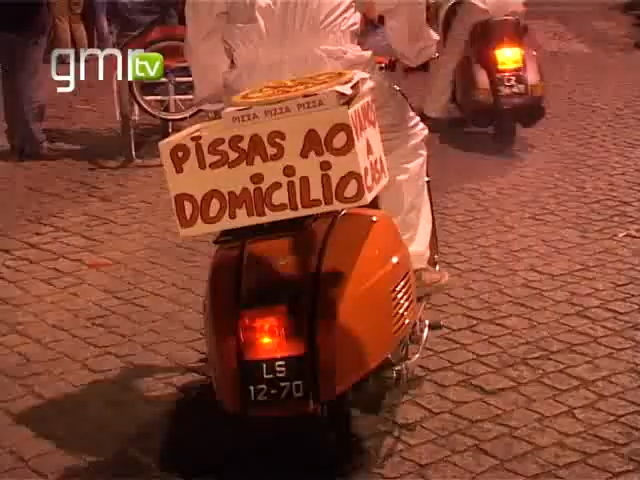 gmrtv
PIZZA PIZZA PIZZA
PISSAS AO
DOMICILIO
VAMOS
A
CASA
LS
12-70